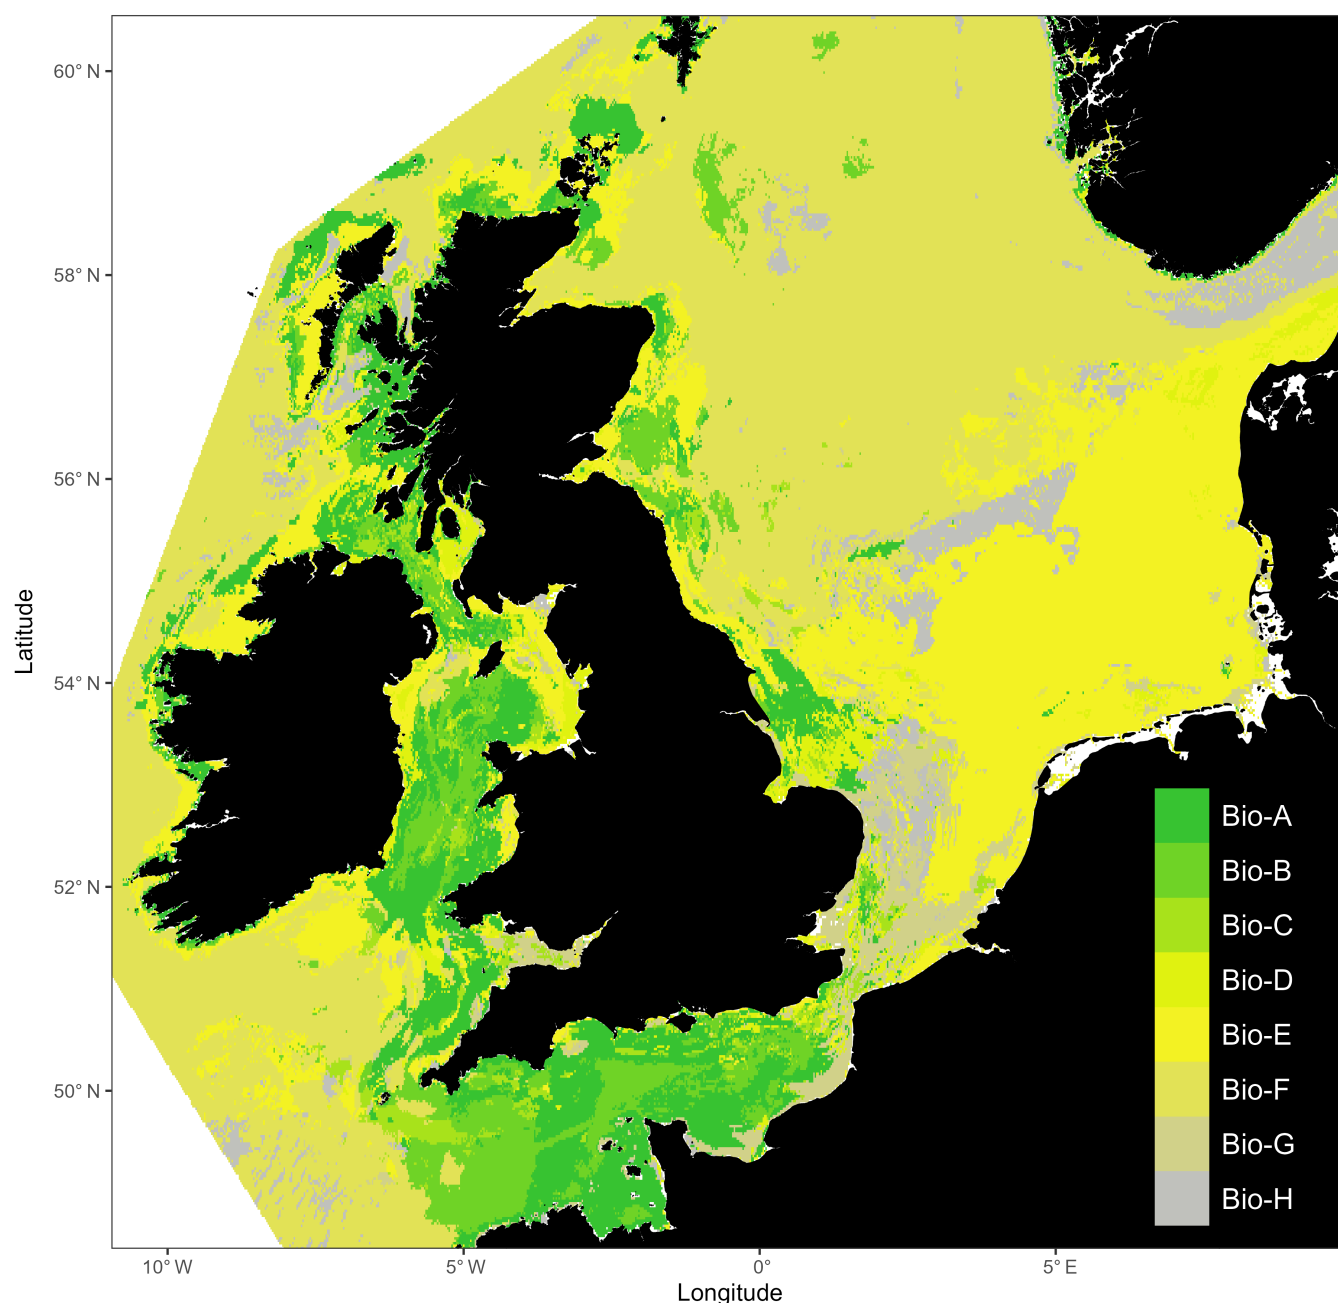 60° N
58° N
56° N
54° N
52° N
50° N
Latitude
10° W
5° W
0°
5° E
Longitude
Bio-A
Bio-B
Bio-C
Bio-D
Bio-E
Bio-F
Bio-G
Bio-H